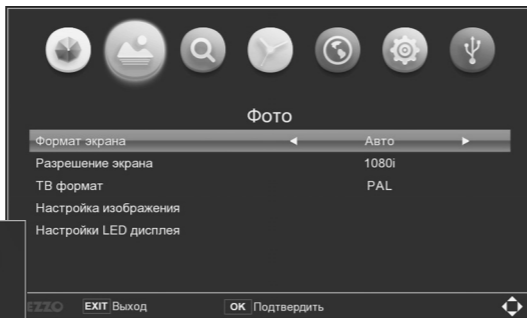 Фото
Формат экрана Авто
Разрешение экрана 1080i
ТВ формат PAL
Настройка изображения
Настройки LED дисплея
EZZO EXIT Выход OK Подтвердить